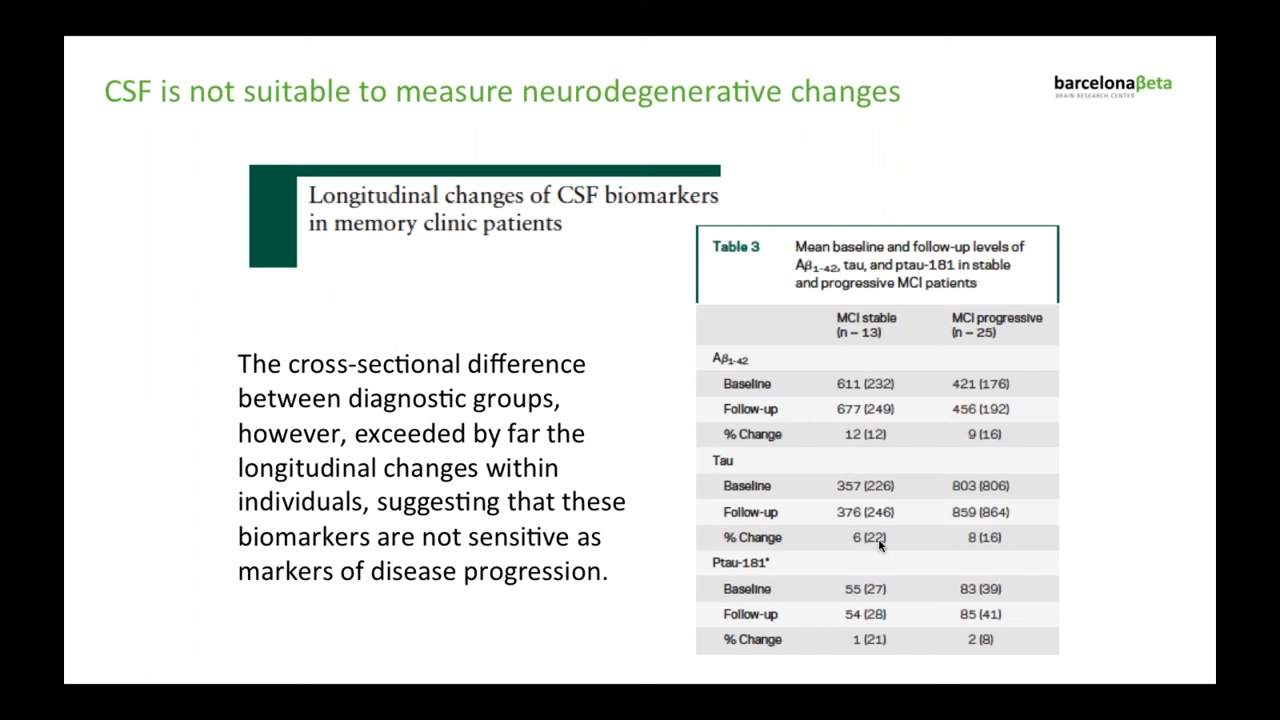 CSF is not suitable to measure neurodegenerative changes
barcelonaβeta
BRAIN RESEARCH CENTER
Longitudinal changes of CSF biomarkers
in memory clinic patients
The cross-sectional difference
between diagnostic groups,
however, exceeded by far the
longitudinal changes within
individuals, suggesting that these
biomarkers are not sensitive as
markers of disease progression.
Table 3 Mean baseline and follow-up levels of
Aβ1-42, tau, and ptau-181 in stable
and progressive MCI patients
MCI stable MCI progressive
(n – 13) (n – 25)
Aβ1-42
Baseline 611 (232) 421 (176)
Follow-up 677 (249) 456 (192)
% Change 12 (12) 9 (16)
Tau
Baseline 357 (226) 803 (806)
Follow-up 376 (246) 859 (864)
% Change 6 (22) 8 (16)
Ptau-181*
Baseline 55 (27) 83 (39)
Follow-up 54 (28) 85 (41)
% Change 1 (21) 2 (8)